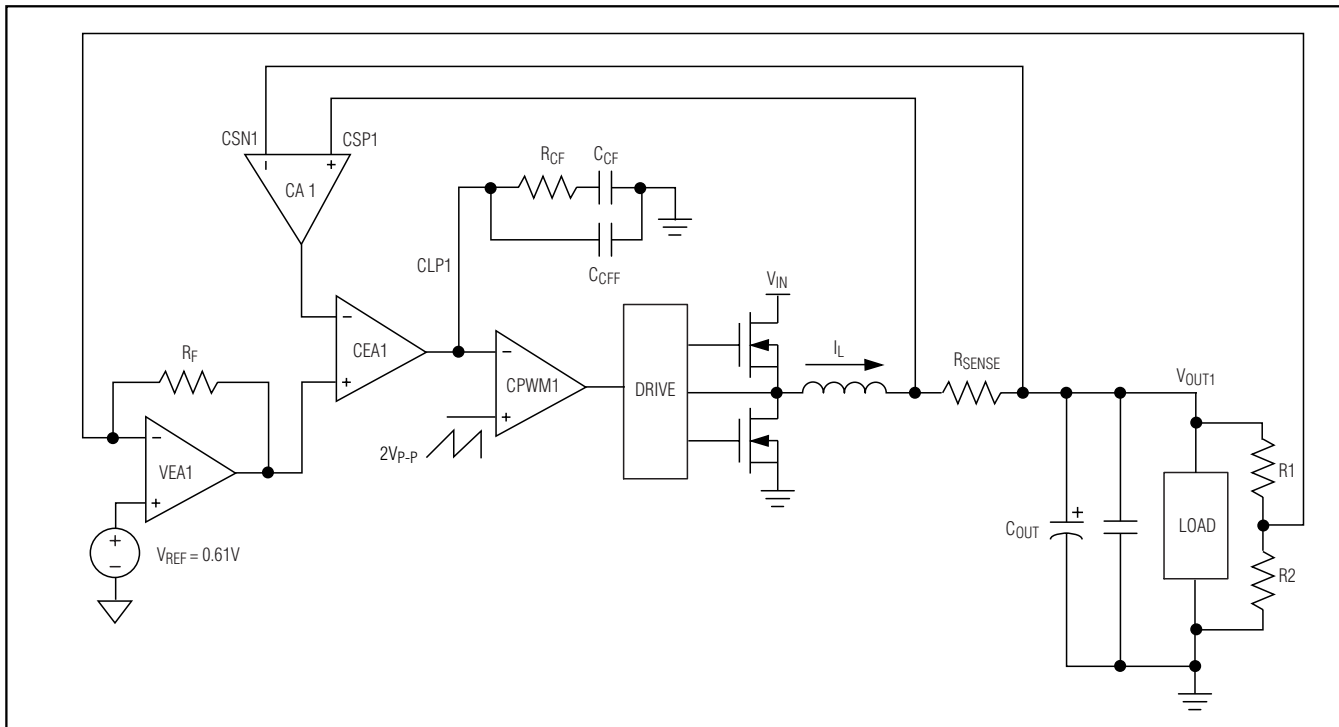 CSN1
CSP1
−
+
CA 1
R_CF
C_CF
C_CFF
CLP1
V_IN
−
CEA1
+
−
CPWM1
+
2V_P-P
DRIVE
I_L
R_SENSE
V_OUT1
R_F
−
VEA1
+
+
−
V_REF = 0.61V
+
C_OUT
LOAD
R1
R2